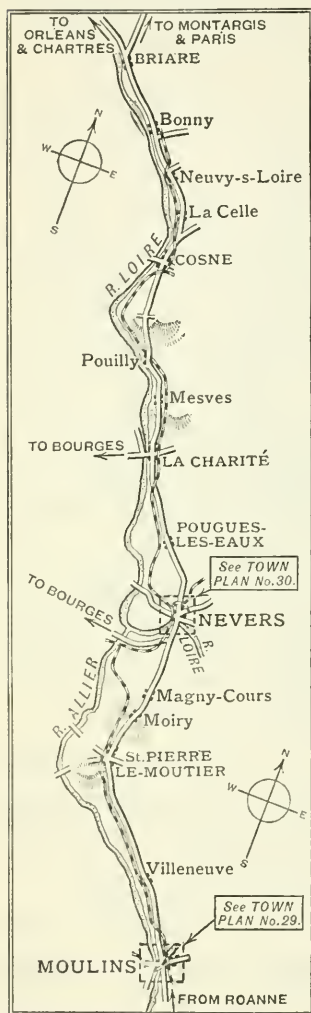 TO
ORLEANS
& CHARTRES
TO MONTARGIS
& PARIS
BRIARE
Bonny
N
W
E
S
Neuvy-s-Loire
La Celle
R. LOIRE
COSNE
Pouilly
Mesves
TO BOURGES
LA CHARITÉ
POUGUES-
LES-EAUX
See TOWN
PLAN No.30.
TO BOURGES
NEVERS
R.
LOIRE
R. ALLIER
Magny-Cours
Moiry
St. PIERRE
LE-MOUTIER
N
W
E
S
Villeneuve
See TOWN
PLAN No.29.
MOULINS
FROM ROANNE